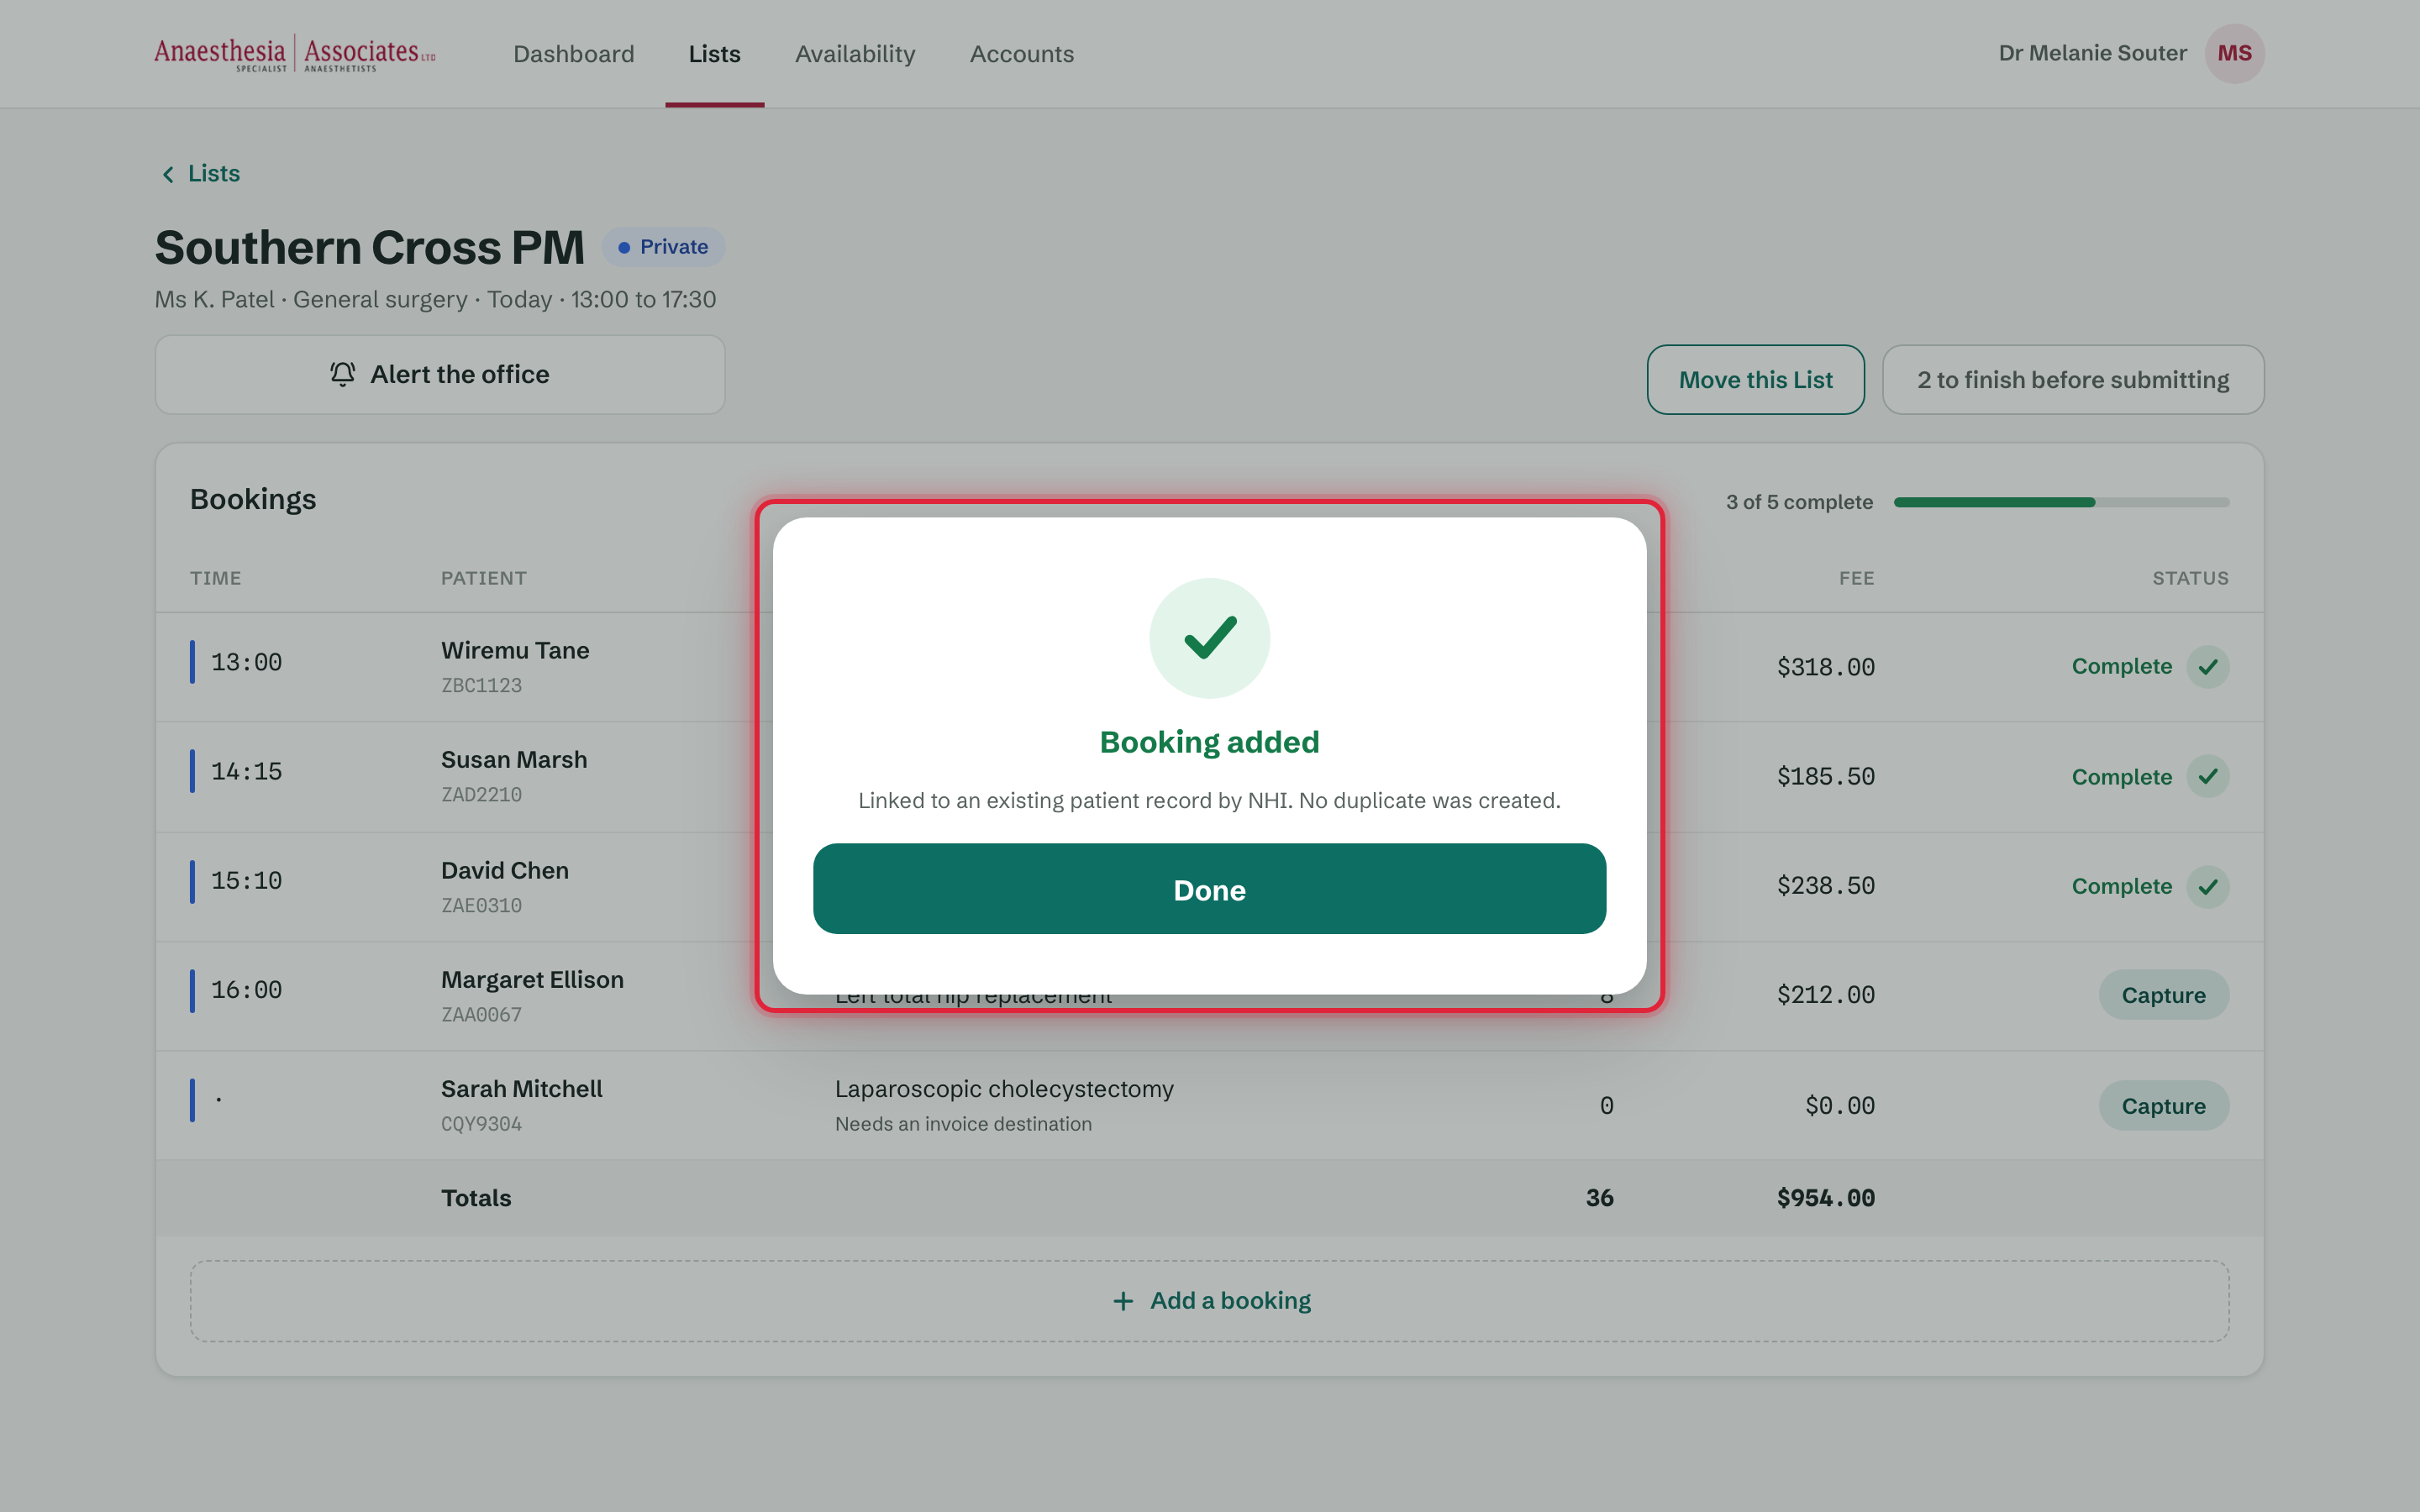 Anaesthesia | Associates LTD
SPECIALIST ANAESTHETISTS
Dashboard
Lists
Availability
Accounts
Dr Melanie Souter
MS
Lists
Southern Cross PM
Private
Ms K. Patel · General surgery · Today · 13:00 to 17:30
Alert the office
Move this List
2 to finish before submitting
Bookings
3 of 5 complete
TIME
PATIENT
FEE
STATUS
13:00
Wiremu Tane
ZBC1123
$318.00
Complete
14:15
Susan Marsh
ZAD2210
$185.50
Complete
15:10
David Chen
ZAE0310
$238.50
Complete
16:00
Margaret Ellison
ZAA0067
Left total hip replacement
8
$212.00
Capture
Booking added
Linked to an existing patient record by NHI. No duplicate was created.
Done
·
Sarah Mitchell
CQY9304
Laparoscopic cholecystectomy
Needs an invoice destination
0
$0.00
Capture
Totals
36
$954.00
+ Add a booking